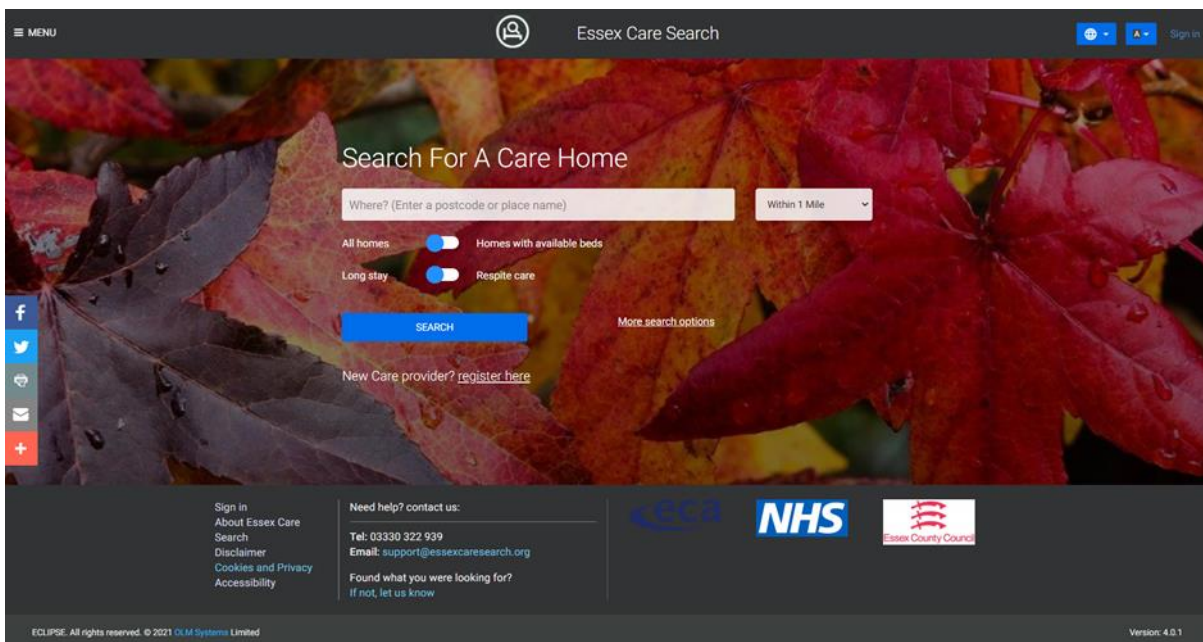 ≡ MENU
Essex Care Search
A
Sign in
Search For A Care Home
Where? (Enter a postcode or place name)
Within 1 Mile
All homes
Homes with available beds
Long stay
Respite care
SEARCH
More search options
New Care provider? register here
Sign in
About Essex Care
Search
Disclaimer
Cookies and Privacy
Accessibility
Need help? contact us:
Tel: 03330 322 939
Email: support@essexcaresearch.org
Found what you were looking for?
If not, let us know
eca
NHS
Essex County Council
ECLIPSE. All rights reserved. © 2021 OLM Systems Limited
Version: 4.0.1